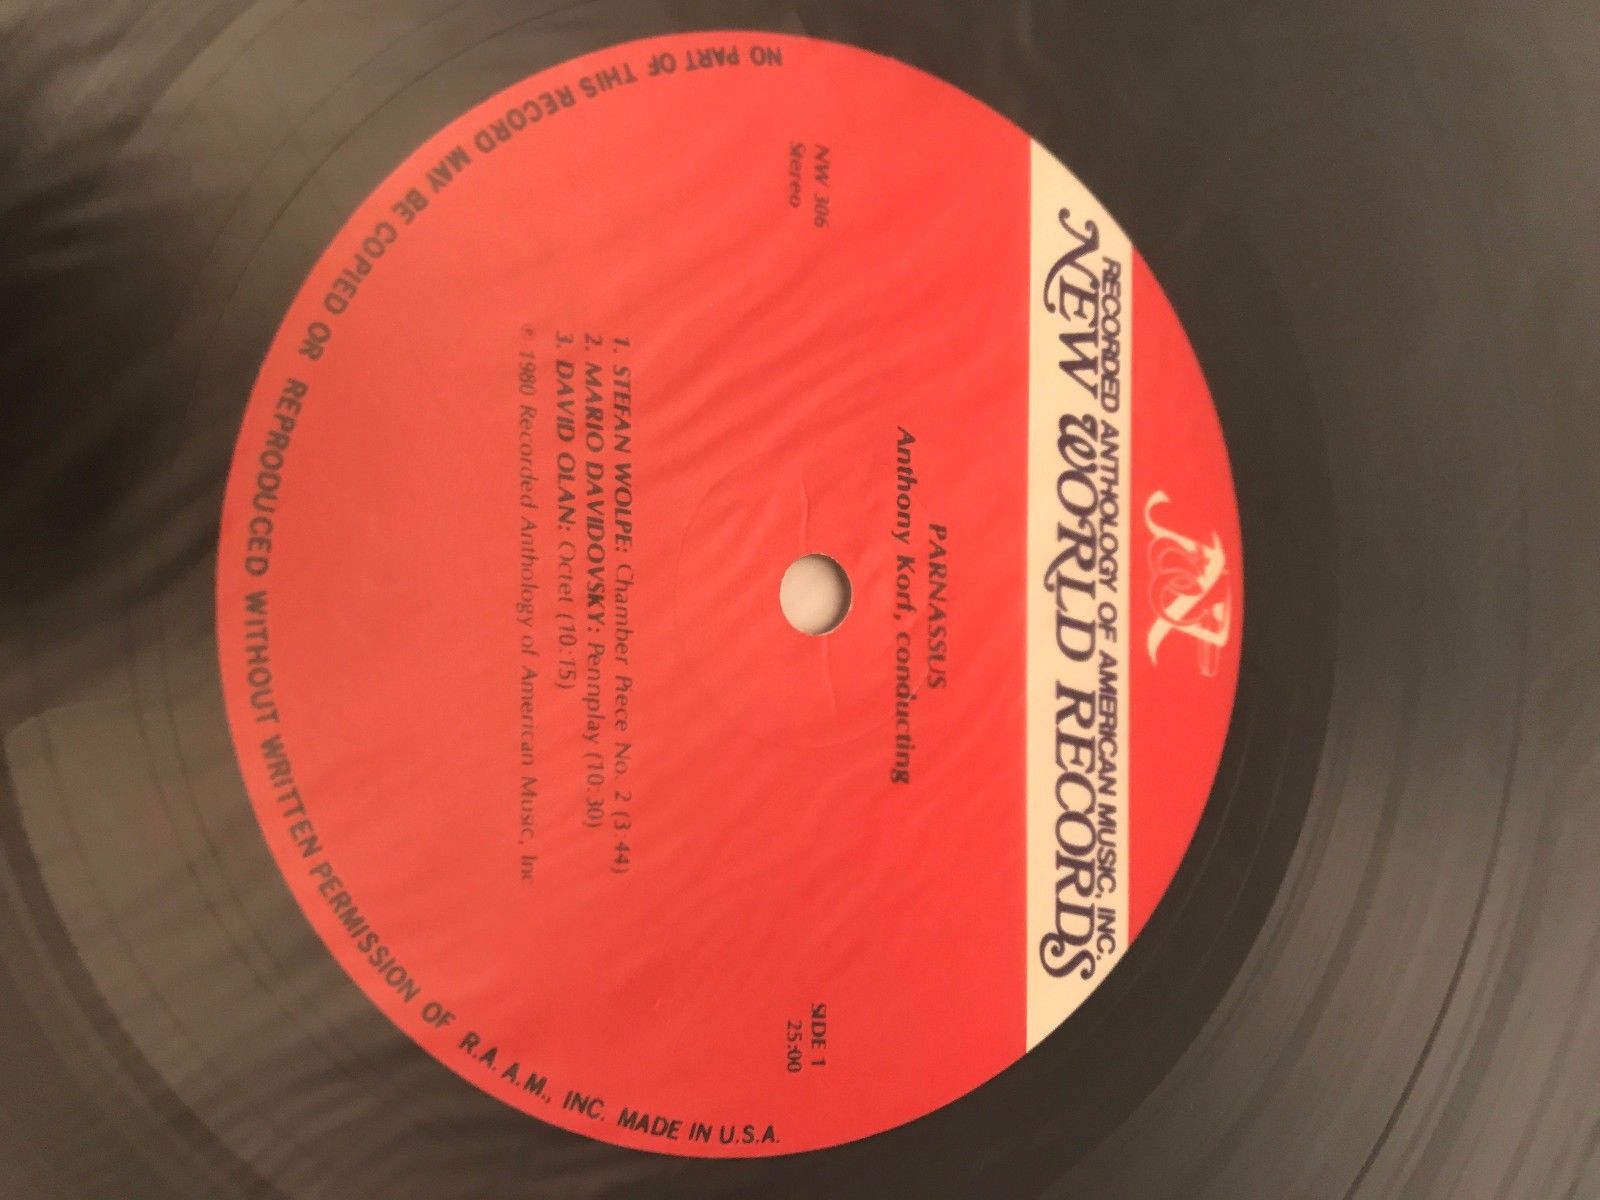 RECORDED ANTHOLOGY OF AMERICAN MUSIC, INC.
NEW WORLD RECORDS
NW 306
Stereo
SIDE 1
25:00
PARNASSUS
Anthony Korf, conducting
1. STEFAN WOLPE: Chamber Piece No. 2 (3:44)
2. MARIO DAVIDOVSKY: Pennplay (10:30)
3. DAVID OLAN: Octet (10:15)
℗ 1980 Recorded Anthology of American Music, Inc
NO PART OF THIS RECORD MAY BE COPIED OR REPRODUCED WITHOUT WRITTEN PERMISSION OF R.A.A.M., INC. MADE IN U.S.A.